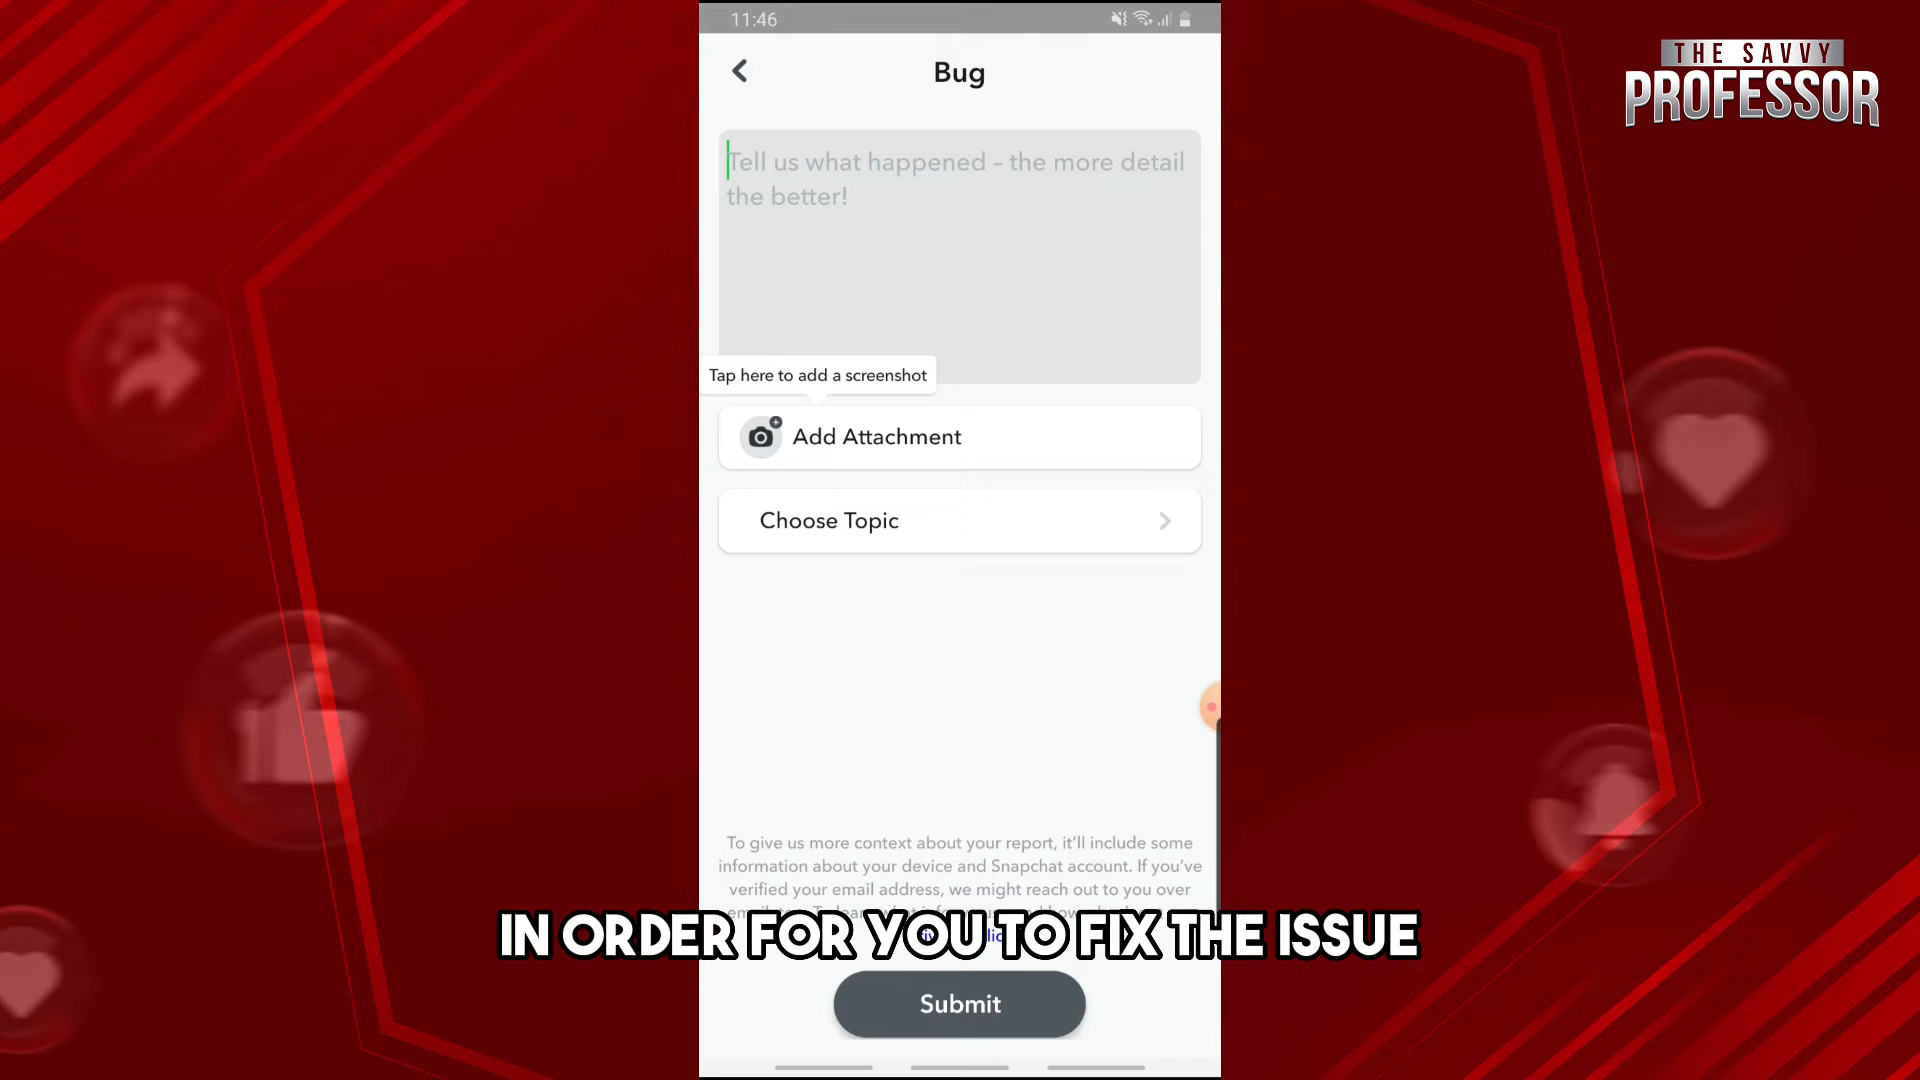 11:46
THE SAVVY
PROFESSOR
Bug
Tell us what happened – the more detail
the better!
Tap here to add a screenshot
Add Attachment
Choose Topic
To give us more context about your report, it'll include some
information about your device and Snapchat account. If you've
verified your email address, we might reach out to you over
IN ORDER FOR YOU TO FIX THE ISSUE
Submit